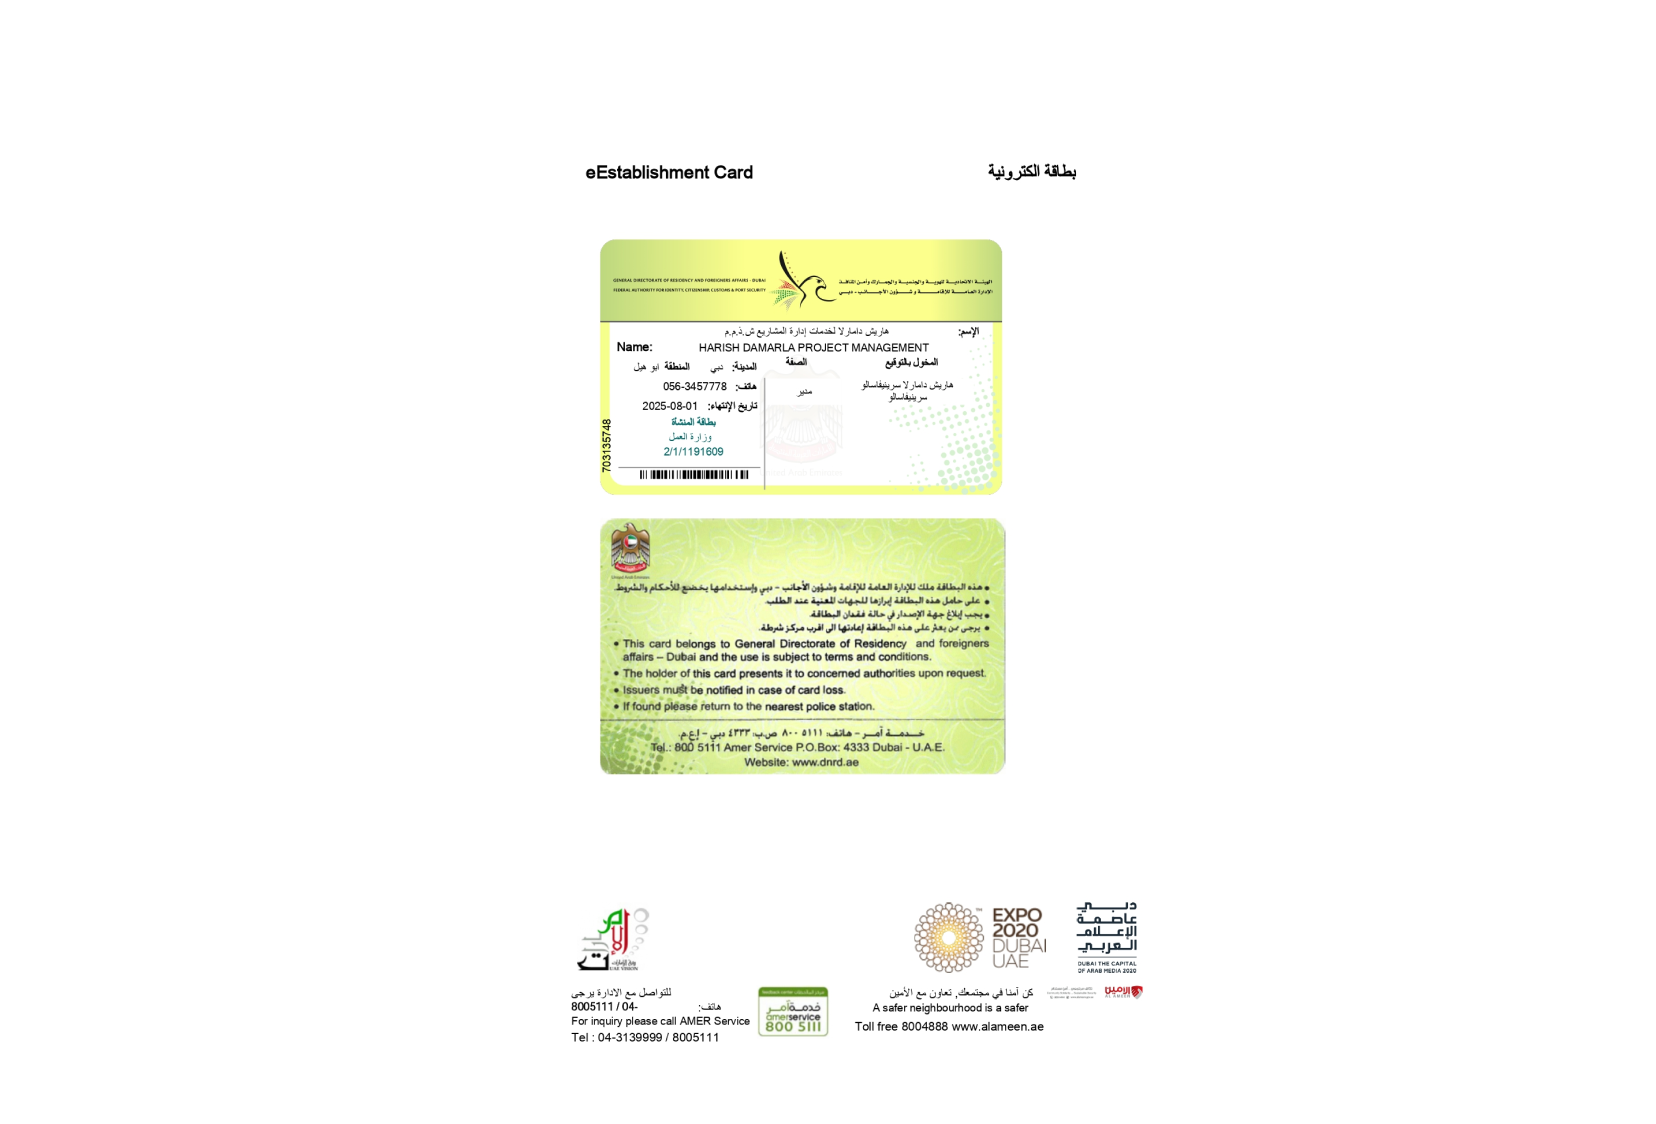 eEstablishment Card
بطاقة الكترونية
GENERAL DIRECTORATE OF RESIDENCY AND FOREIGNERS AFFAIRS - DUBAI
FEDERAL AUTHORITY FOR IDENTITY, CITIZENSHIP, CUSTOMS & PORT SECURITY
الهيئة الاتحادية للهوية والجنسية والجمارك وأمن المنافذ
الإدارة العامة للإقامة و شؤون الأجانب - دبي
الإسم: هاريش دامارلا لخدمات إدارة المشاريع ش.ذ.م.م
Name: HARISH DAMARLA PROJECT MANAGEMENT
المخول بالتوقيع
الصفة
هاريش دامارلا سرينيفاسالو
سرينيفاسالو
مدير
المدينة: دبي المنطقة ابو هيل
هاتف: 056-3457778
تاريخ الإنتهاء: 2025-08-01
بطاقة المنشأة
وزارة العمل
2/1/1191609
703135748
• هذه البطاقة ملك للإدارة العامة للإقامة وشؤون الأجانب – دبي وإستخدامها يخضع للأحكام والشروط.
• على حامل هذه البطاقة إبرازها للجهات المعنية عند الطلب.
• يجب إبلاغ جهة الإصدار في حالة فقدان البطاقة.
• يرجى من يعثر على هذه البطاقة إعادتها الى اقرب مركز شرطة.
• This card belongs to General Directorate of Residency and foreigners
affairs – Dubai and the use is subject to terms and conditions.
• The holder of this card presents it to concerned authorities upon request.
• Issuers must be notified in case of card loss.
• If found please return to the nearest police station.
خـدمـة آمـر – هاتف: ٥١١١ ٨٠٠ ص.ب: ٤٣٣٣ دبي – إ.ع.م.
Tel.: 800 5111 Amer Service P.O.Box: 4333 Dubai - U.A.E.
Website: www.dnrd.ae
UAE VISION
EXPO
2020
DUBAI
UAE
دبي
عاصمة
الإعلام
العربي
DUBAI THE CAPITAL
OF ARAB MEDIA 2020
للتواصل مع الادارة يرجى
هاتف: 8005111 / 04-
For inquiry please call AMER Service
Tel : 04-3139999 / 8005111
خدمة آمر
amerservice
800 5111
كن آمنا في مجتمعك, تعاون مع الأمين
A safer neighbourhood is a safer
Toll free 8004888 www.alameen.ae
الأمين
AL AMEEN